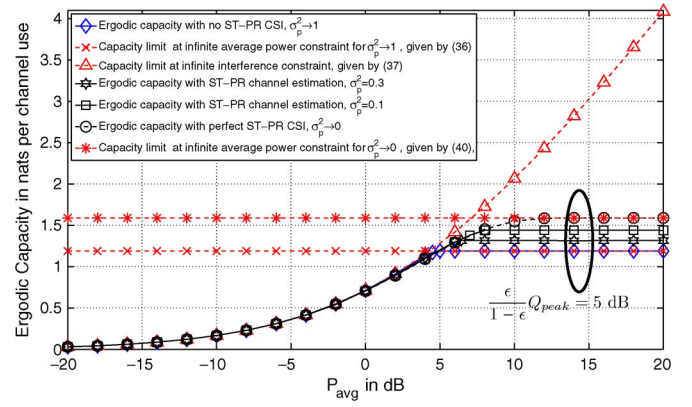 4
3.5
3
2.5
2
1.5
1
0.5
0
Ergodic Capacity in nats per channel use
Ergodic capacity with no ST−PR CSI, σ²ₚ→1
Capacity limit at infinite average power constraint for σ²ₚ→1 , given by (36)
Capacity limit at infinite interference constraint, given by (37)
Ergodic capacity with ST−PR channel estimation, σ²ₚ=0.3
Ergodic capacity with ST−PR channel estimation, σ²ₚ=0.1
Ergodic capacity with perfect ST−PR CSI, σ²ₚ→0
Capacity limit at infinite average power constraint for σ²ₚ→0 , given by (40),
ϵ/(1 − ϵ) Q_peak = 5 dB
−20 −15 −10 −5 0 5 10 15 20
P_avg in dB